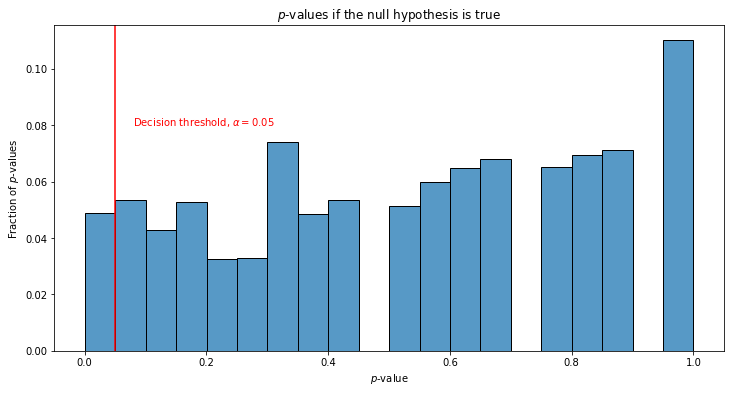 p-values if the null hypothesis is true
Decision threshold, α = 0.05
Fraction of p-values
0.10
0.08
0.06
0.04
0.02
0.00
0.0 0.2 0.4 0.6 0.8 1.0
p-value